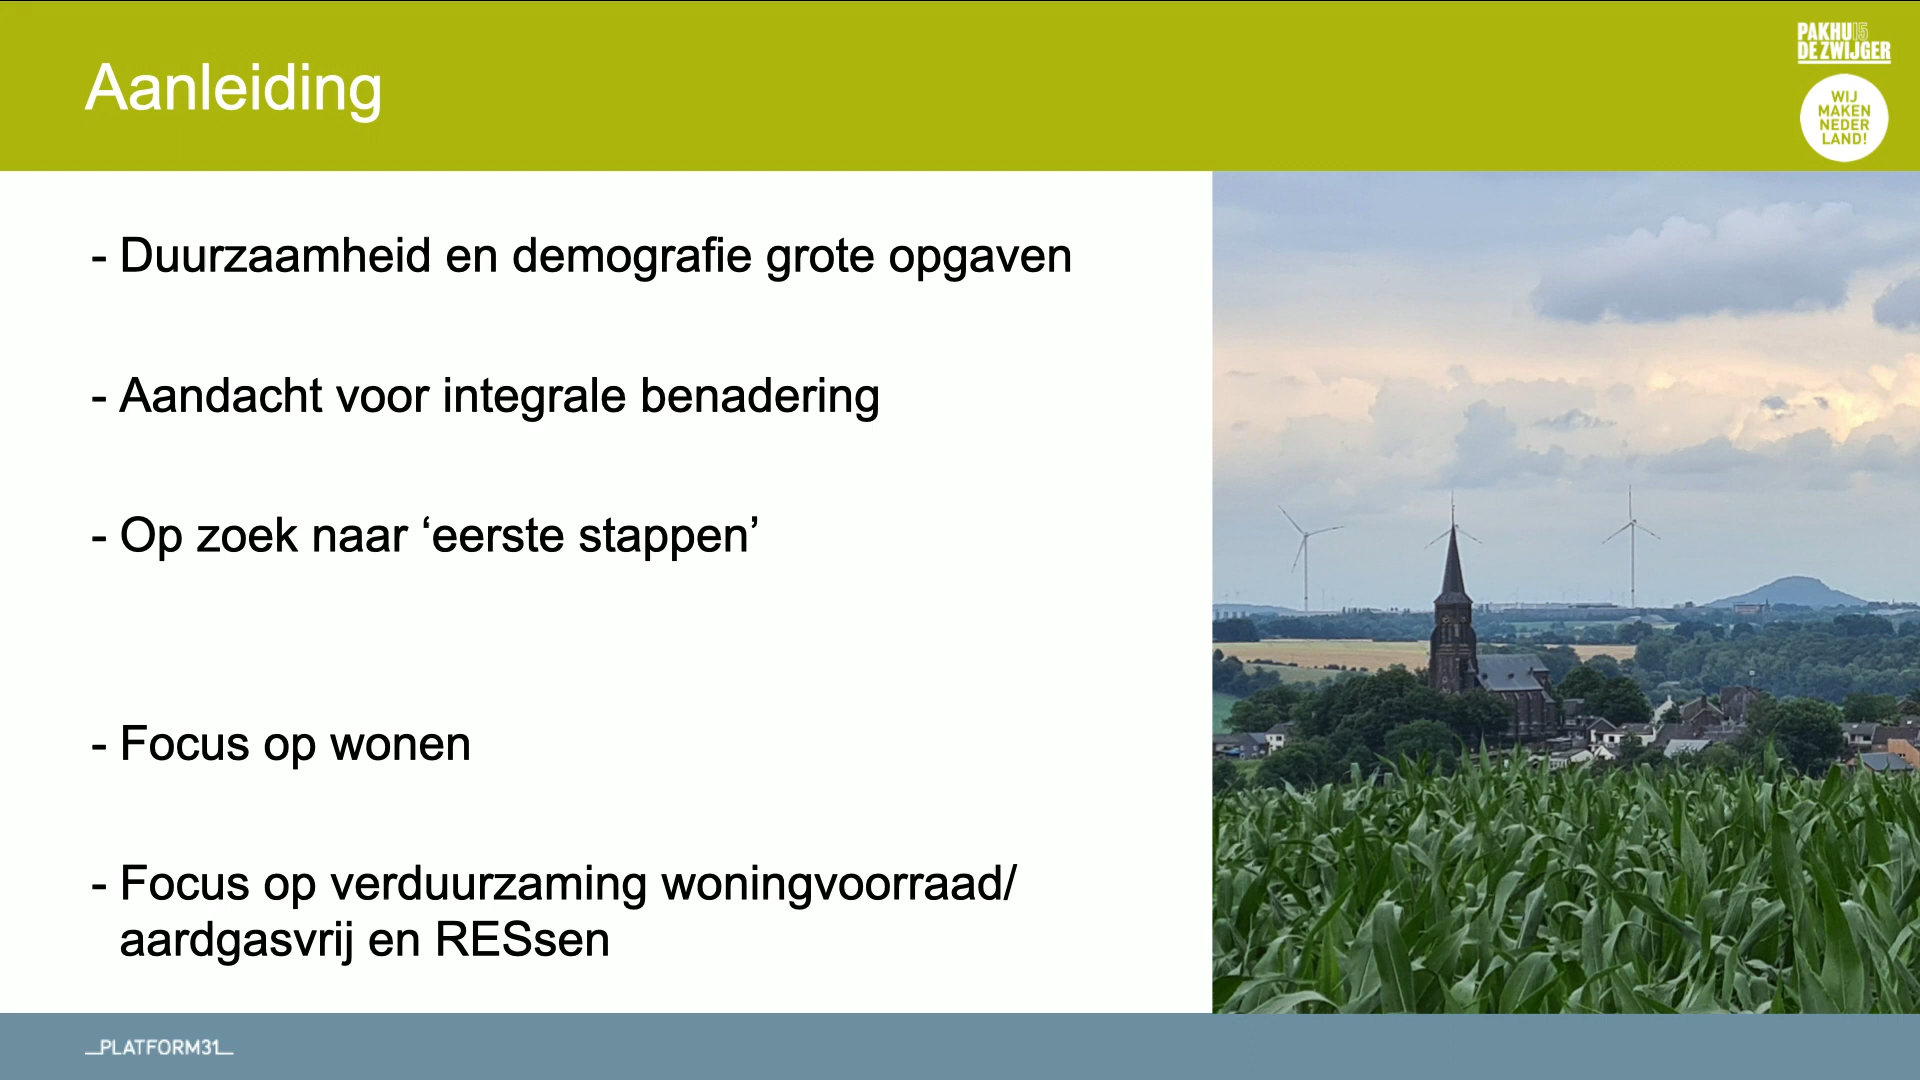 Aanleiding
PAKHU15
DE ZWIJGER
WIJ
MAKEN
NEDER
LAND!
- Duurzaamheid en demografie grote opgaven
- Aandacht voor integrale benadering
- Op zoek naar ‘eerste stappen’
- Focus op wonen
- Focus op verduurzaming woningvoorraad/
aardgasvrij en RESsen
_PLATFORM31_